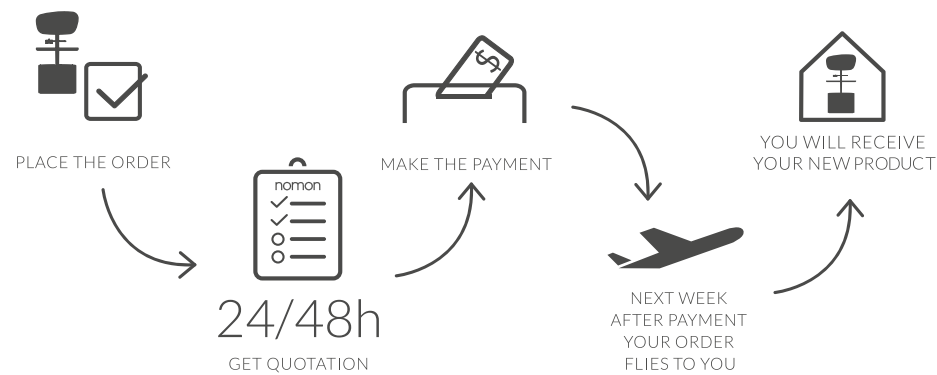 PLACE THE ORDER
nomon
24/48h
GET QUOTATION
$
MAKE THE PAYMENT
NEXT WEEK
AFTER PAYMENT
YOUR ORDER
FLIES TO YOU
YOU WILL RECEIVE
YOUR NEW PRODUCT